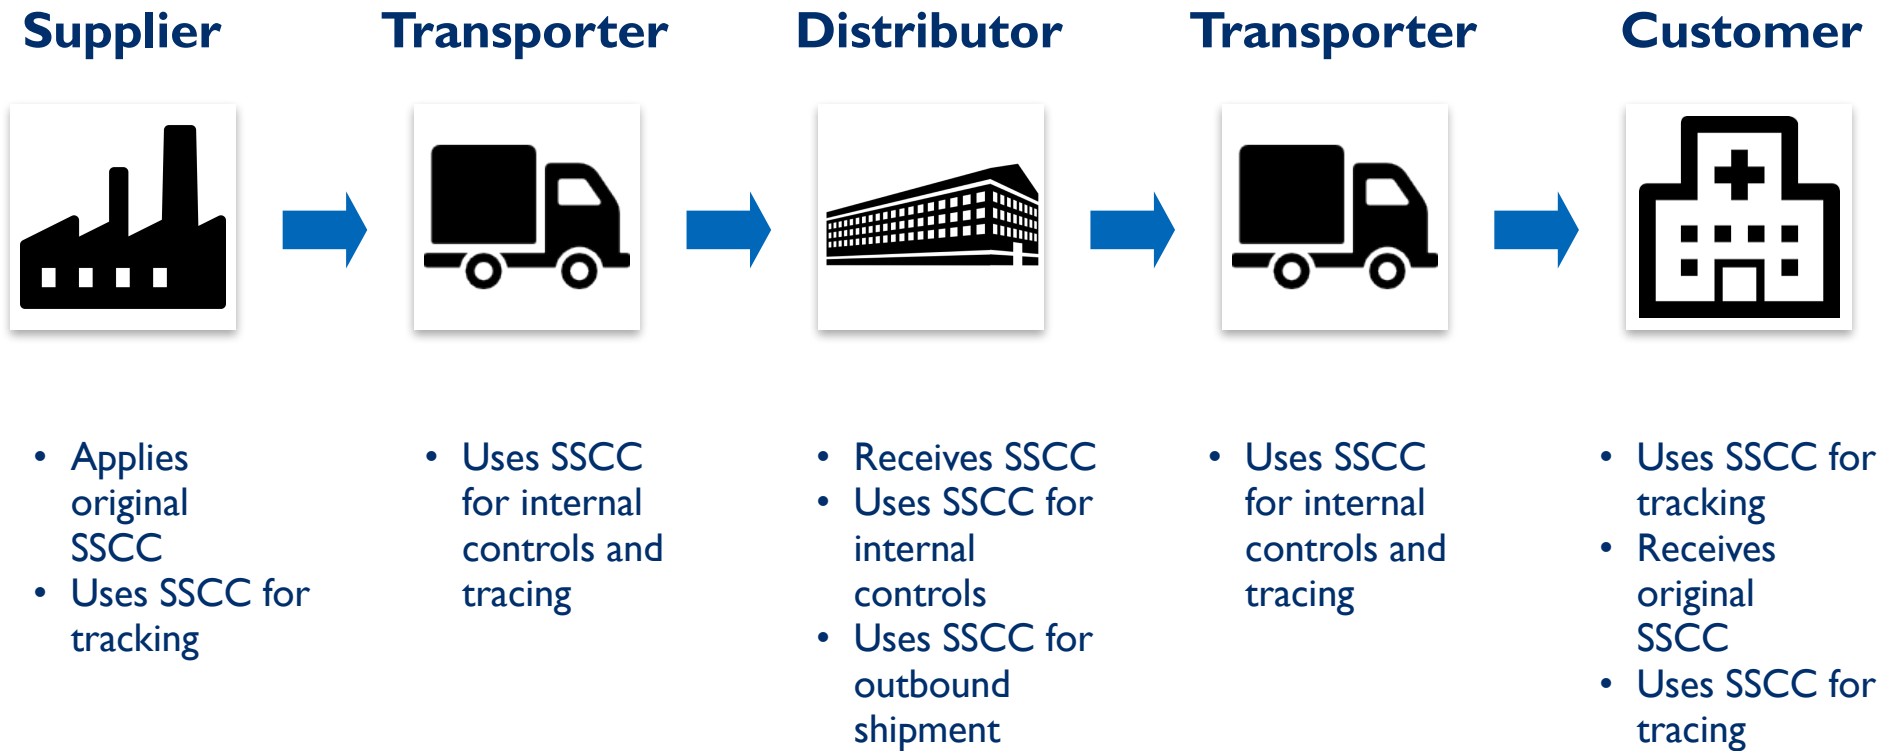 Supplier
Transporter
Distributor
Transporter
Customer
• Applies
original
SSCC
• Uses SSCC for
tracking
• Uses SSCC
for internal
controls and
tracing
• Receives SSCC
• Uses SSCC for
internal
controls
• Uses SSCC for
outbound
shipment
• Uses SSCC
for internal
controls and
tracing
• Uses SSCC for
tracking
• Receives
original
SSCC
• Uses SSCC for
tracing